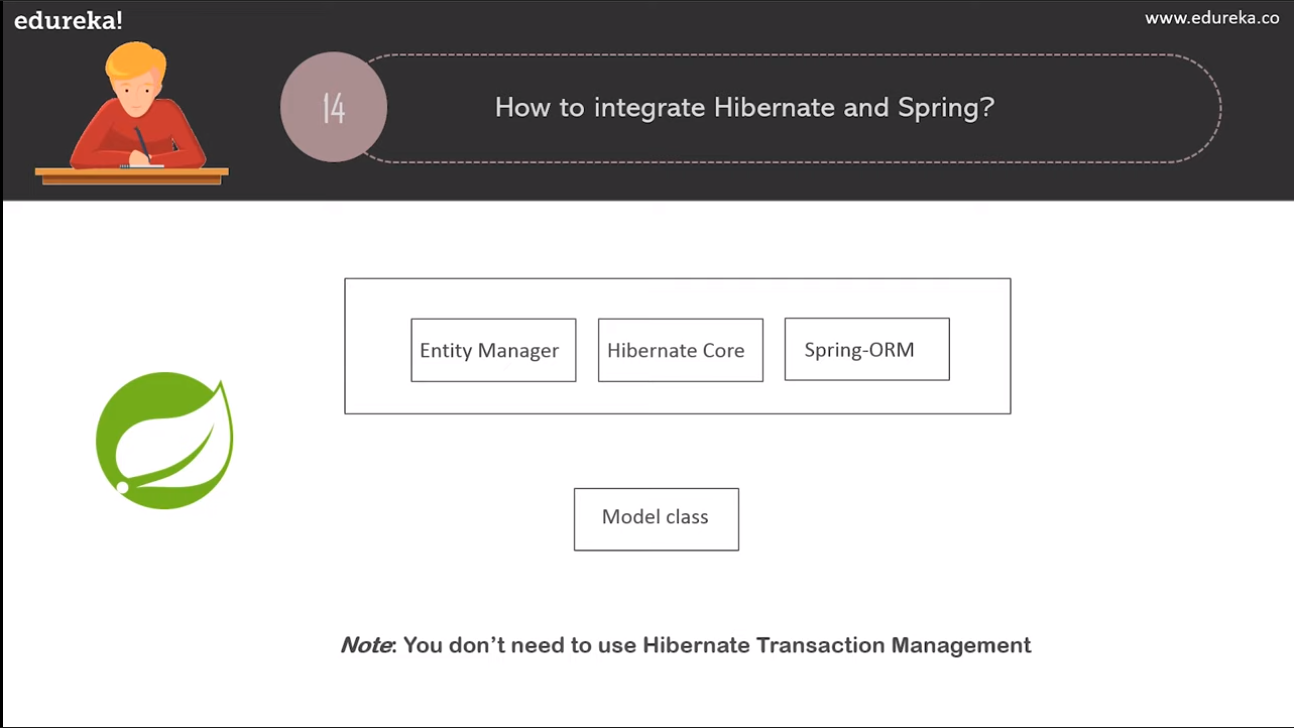 edureka!
www.edureka.co
14
How to integrate Hibernate and Spring?
Entity Manager
Hibernate Core
Spring-ORM
Model class
Note: You don’t need to use Hibernate Transaction Management